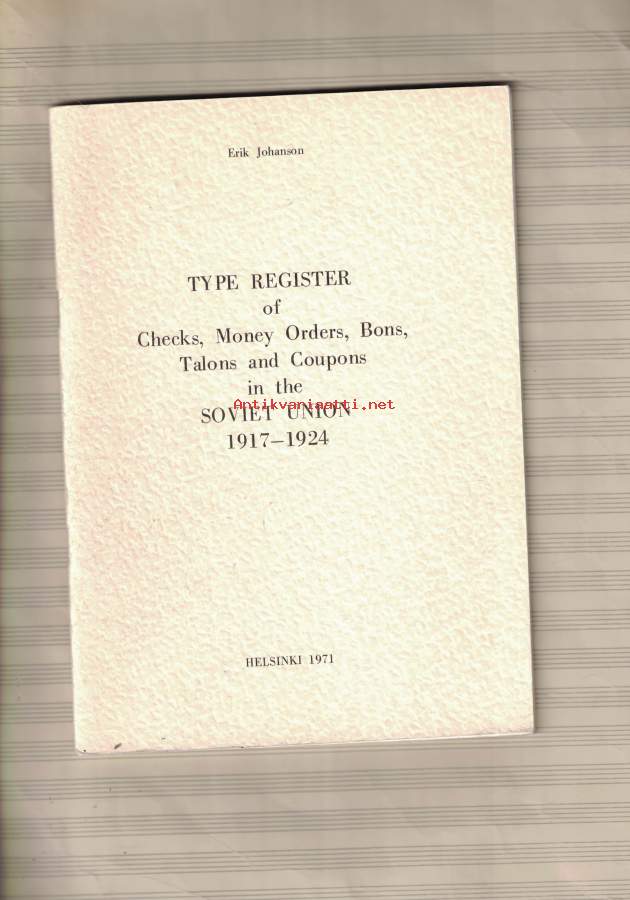 Erik Johanson
TYPE REGISTER
of
Checks, Money Orders, Bons,
Talons and Coupons
in the
Antikvariaatti.net
SOVIET UNION
1917–1924
HELSINKI 1971